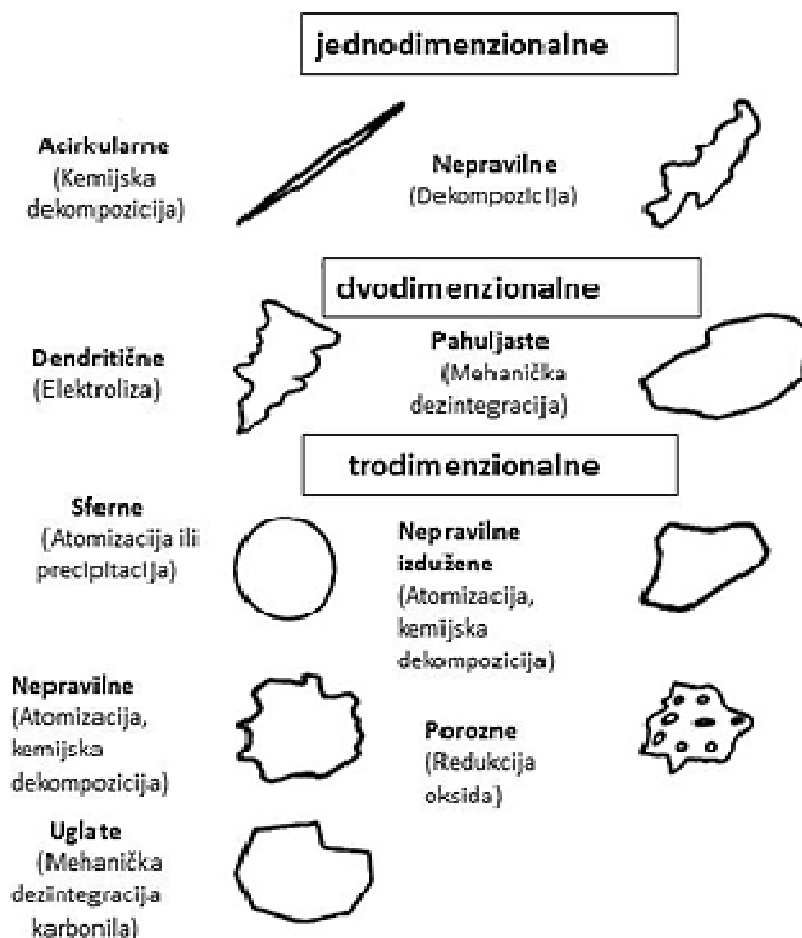 jednodimenzionalne
Acirkularne
(Kemijska
dekompozicija)
Nepravilne
(Dekompozicija)
dvodimenzionalne
Dendritične
(Elektroliza)
Pahuljaste
(Mehanička
dezintegracija)
trodimenzionalne
Sferne
(Atomizacija ili
precipitacija)
Nepravilne
izdužene
(Atomizacija,
kemijska
dekompozicija)
Nepravilne
(Atomizacija,
kemijska
dekompozicija)
Porozne
(Redukcija
oksida)
Uglate
(Mehanička
dezintegracija
karbonila)